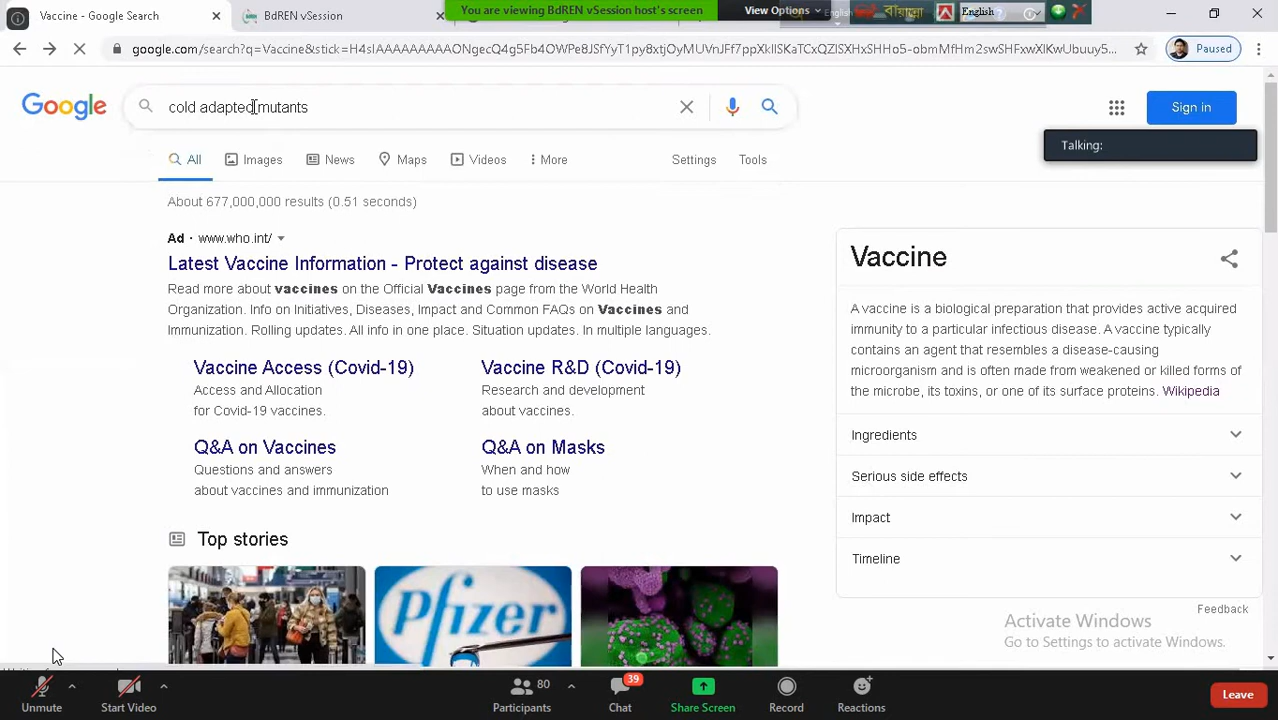 You are viewing BdREN vSession host's screen
View Options
English
English
Vaccine - Google Search
BdREN vSession
google.com/search?q=Vaccine&stick=
Paused
Google
cold adapted mutants
Sign in
All Images News Maps Videos More Settings Tools
Talking:
About 677,000,000 results (0.51 seconds)
Ad · www.who.int/
Latest Vaccine Information - Protect against disease
Read more about vaccines on the Official Vaccines page from the World Health
Organization. Info on Initiatives, Diseases, Impact and Common FAQs on Vaccines and
Immunization. Rolling updates. All info in one place. Situation updates. In multiple languages.
Vaccine Access (Covid-19)
Access and Allocation
for Covid-19 vaccines.
Vaccine R&D (Covid-19)
Research and development
about vaccines.
Q&A on Vaccines
Questions and answers
about vaccines and immunization
Q&A on Masks
When and how
to use masks
Top stories
Pfizer
Vaccine
A vaccine is a biological preparation that provides active acquired
immunity to a particular infectious disease. A vaccine typically
contains an agent that resembles a disease-causing
microorganism and is often made from weakened or killed forms of
the microbe, its toxins, or one of its surface proteins. Wikipedia
Ingredients
Serious side effects
Impact
Timeline
Feedback
Activate Windows
Go to Settings to activate Windows.
Unmute
Start Video
80
Participants
39
Chat
Share Screen
Record
Reactions
Leave